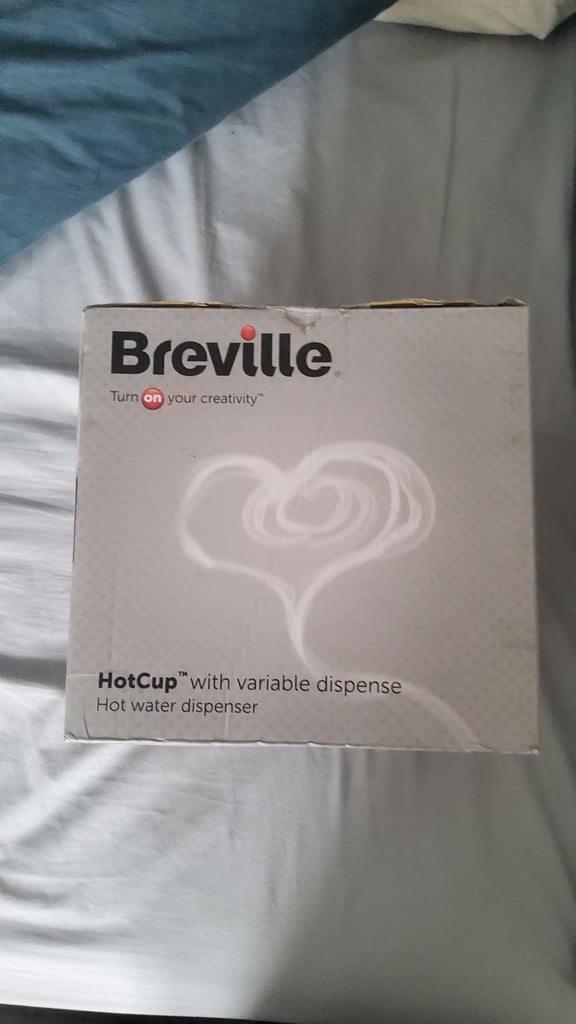 Breville®
Turn on your creativity™
HotCup™ with variable dispense
Hot water dispenser